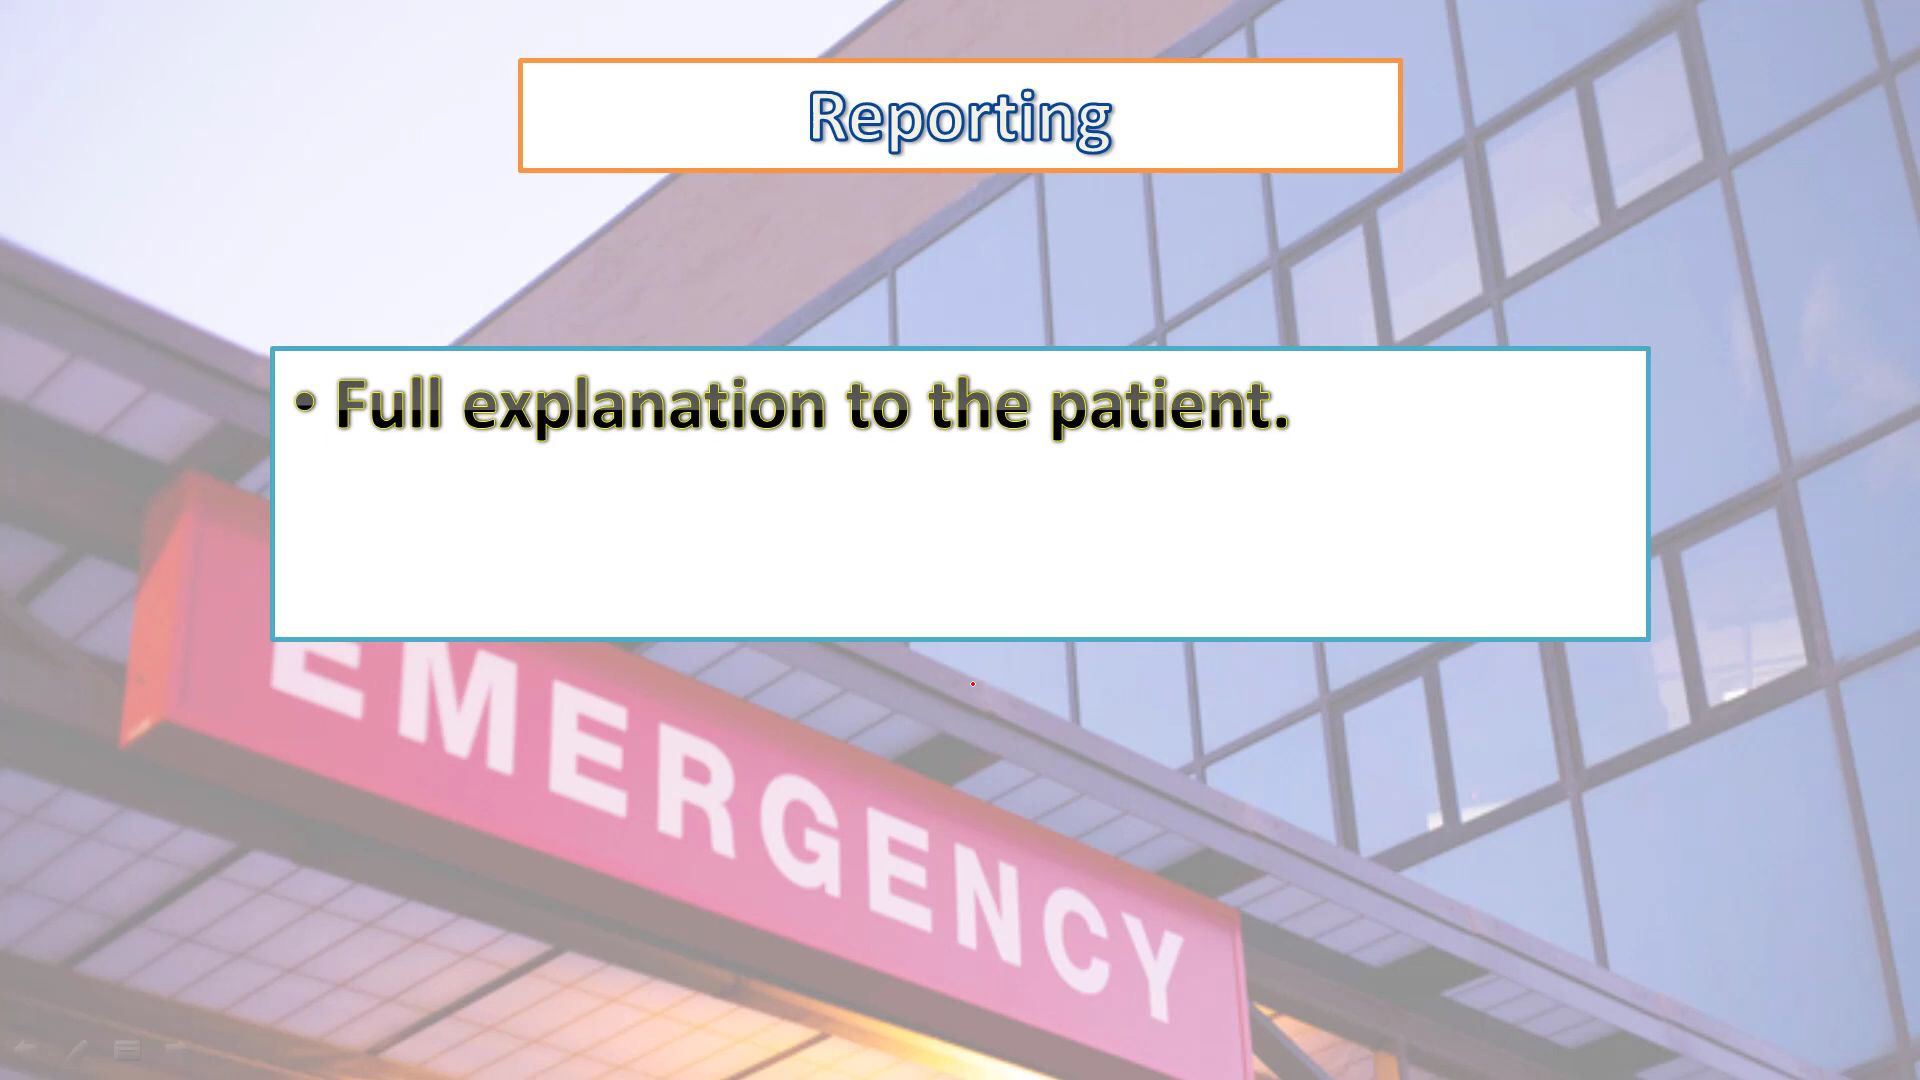 Reporting
• Full explanation to the patient.
EMERGENCY